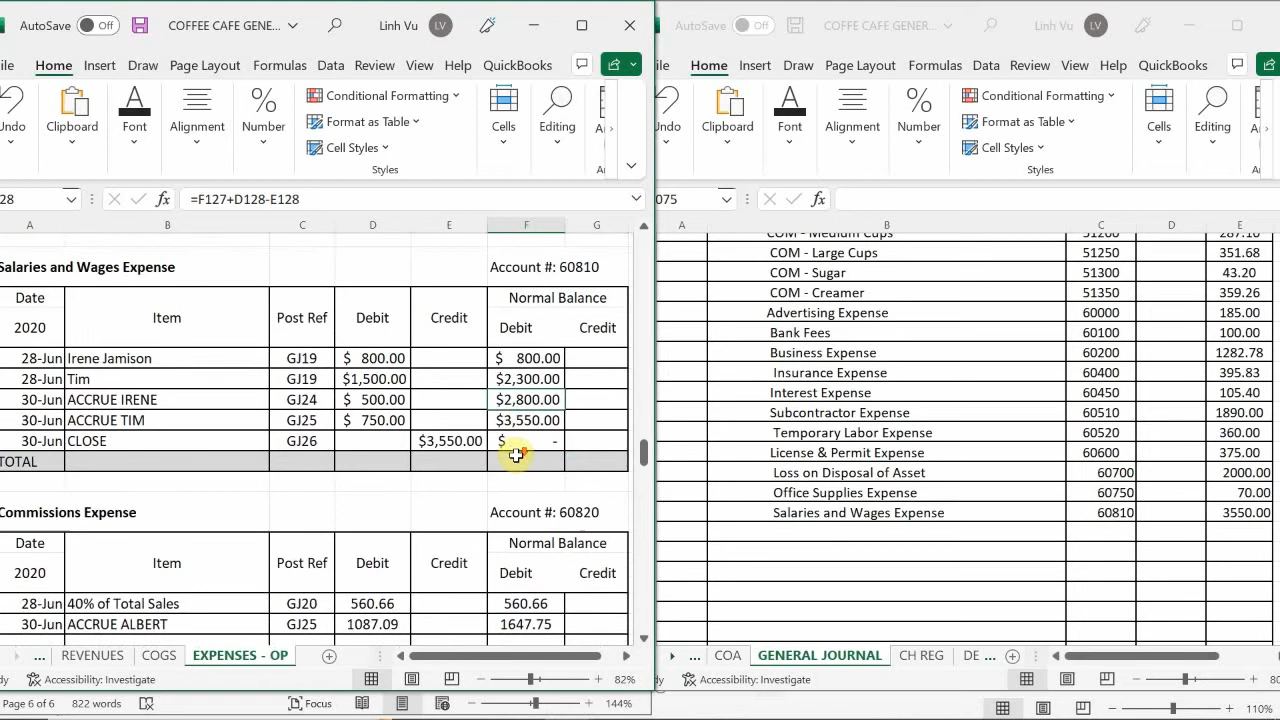 AutoSave Off COFFEE CAFE GENER... Linh Vu LV
ile Home Insert Draw Page Layout Formulas Data Review View Help QuickBooks
Undo Clipboard Font Alignment Number Conditional Formatting Format as Table Cell Styles Cells Editing
Styles
28 fx =F127+D128-E128
A B C D E F G
Salaries and Wages Expense Account #: 60810
Date Item Post Ref Debit Credit Normal Balance
2020 Debit Credit
28-Jun Irene Jamison GJ19 $ 800.00 $ 800.00
28-Jun Tim GJ19 $1,500.00 $2,300.00
30-Jun ACCRUE IRENE GJ24 $ 500.00 $2,800.00
30-Jun ACCRUE TIM GJ25 $ 750.00 $3,550.00
30-Jun CLOSE GJ26 $3,550.00 $ -
TOTAL
Commissions Expense Account #: 60820
Date Item Post Ref Debit Credit Normal Balance
2020 Debit Credit
28-Jun 40% of Total Sales GJ20 560.66 560.66
30-Jun ACCRUE ALBERT GJ25 1087.09 1647.75
... REVENUES COGS EXPENSES - OP
dy Accessibility: Investigate 82%
Page 6 of 6 822 words Focus 144%
AutoSave Off COFFE CAFE GENERAL... Linh Vu LV
ile Home Insert Draw Page Layout Formulas Data Review View Help QuickBooks
Undo Clipboard Font Alignment Number Conditional Formatting Format as Table Cell Styles Cells Editing
Styles
075 fx
A B C D E
COM - Medium Cups 51200 287.10
COM - Large Cups 51250 351.68
COM - Sugar 51300 43.20
COM - Creamer 51350 359.26
Advertising Expense 60000 185.00
Bank Fees 60100 100.00
Business Expense 60200 1282.78
Insurance Expense 60400 395.83
Interest Expense 60450 105.40
Subcontractor Expense 60510 1890.00
Temporary Labor Expense 60520 360.00
License & Permit Expense 60600 375.00
Loss on Disposal of Asset 60700 2000.00
Office Supplies Expense 60750 70.00
Salaries and Wages Expense 60810 3550.00
... COA GENERAL JOURNAL CH REG DE ...
dy Accessibility: Investigate 80
110%